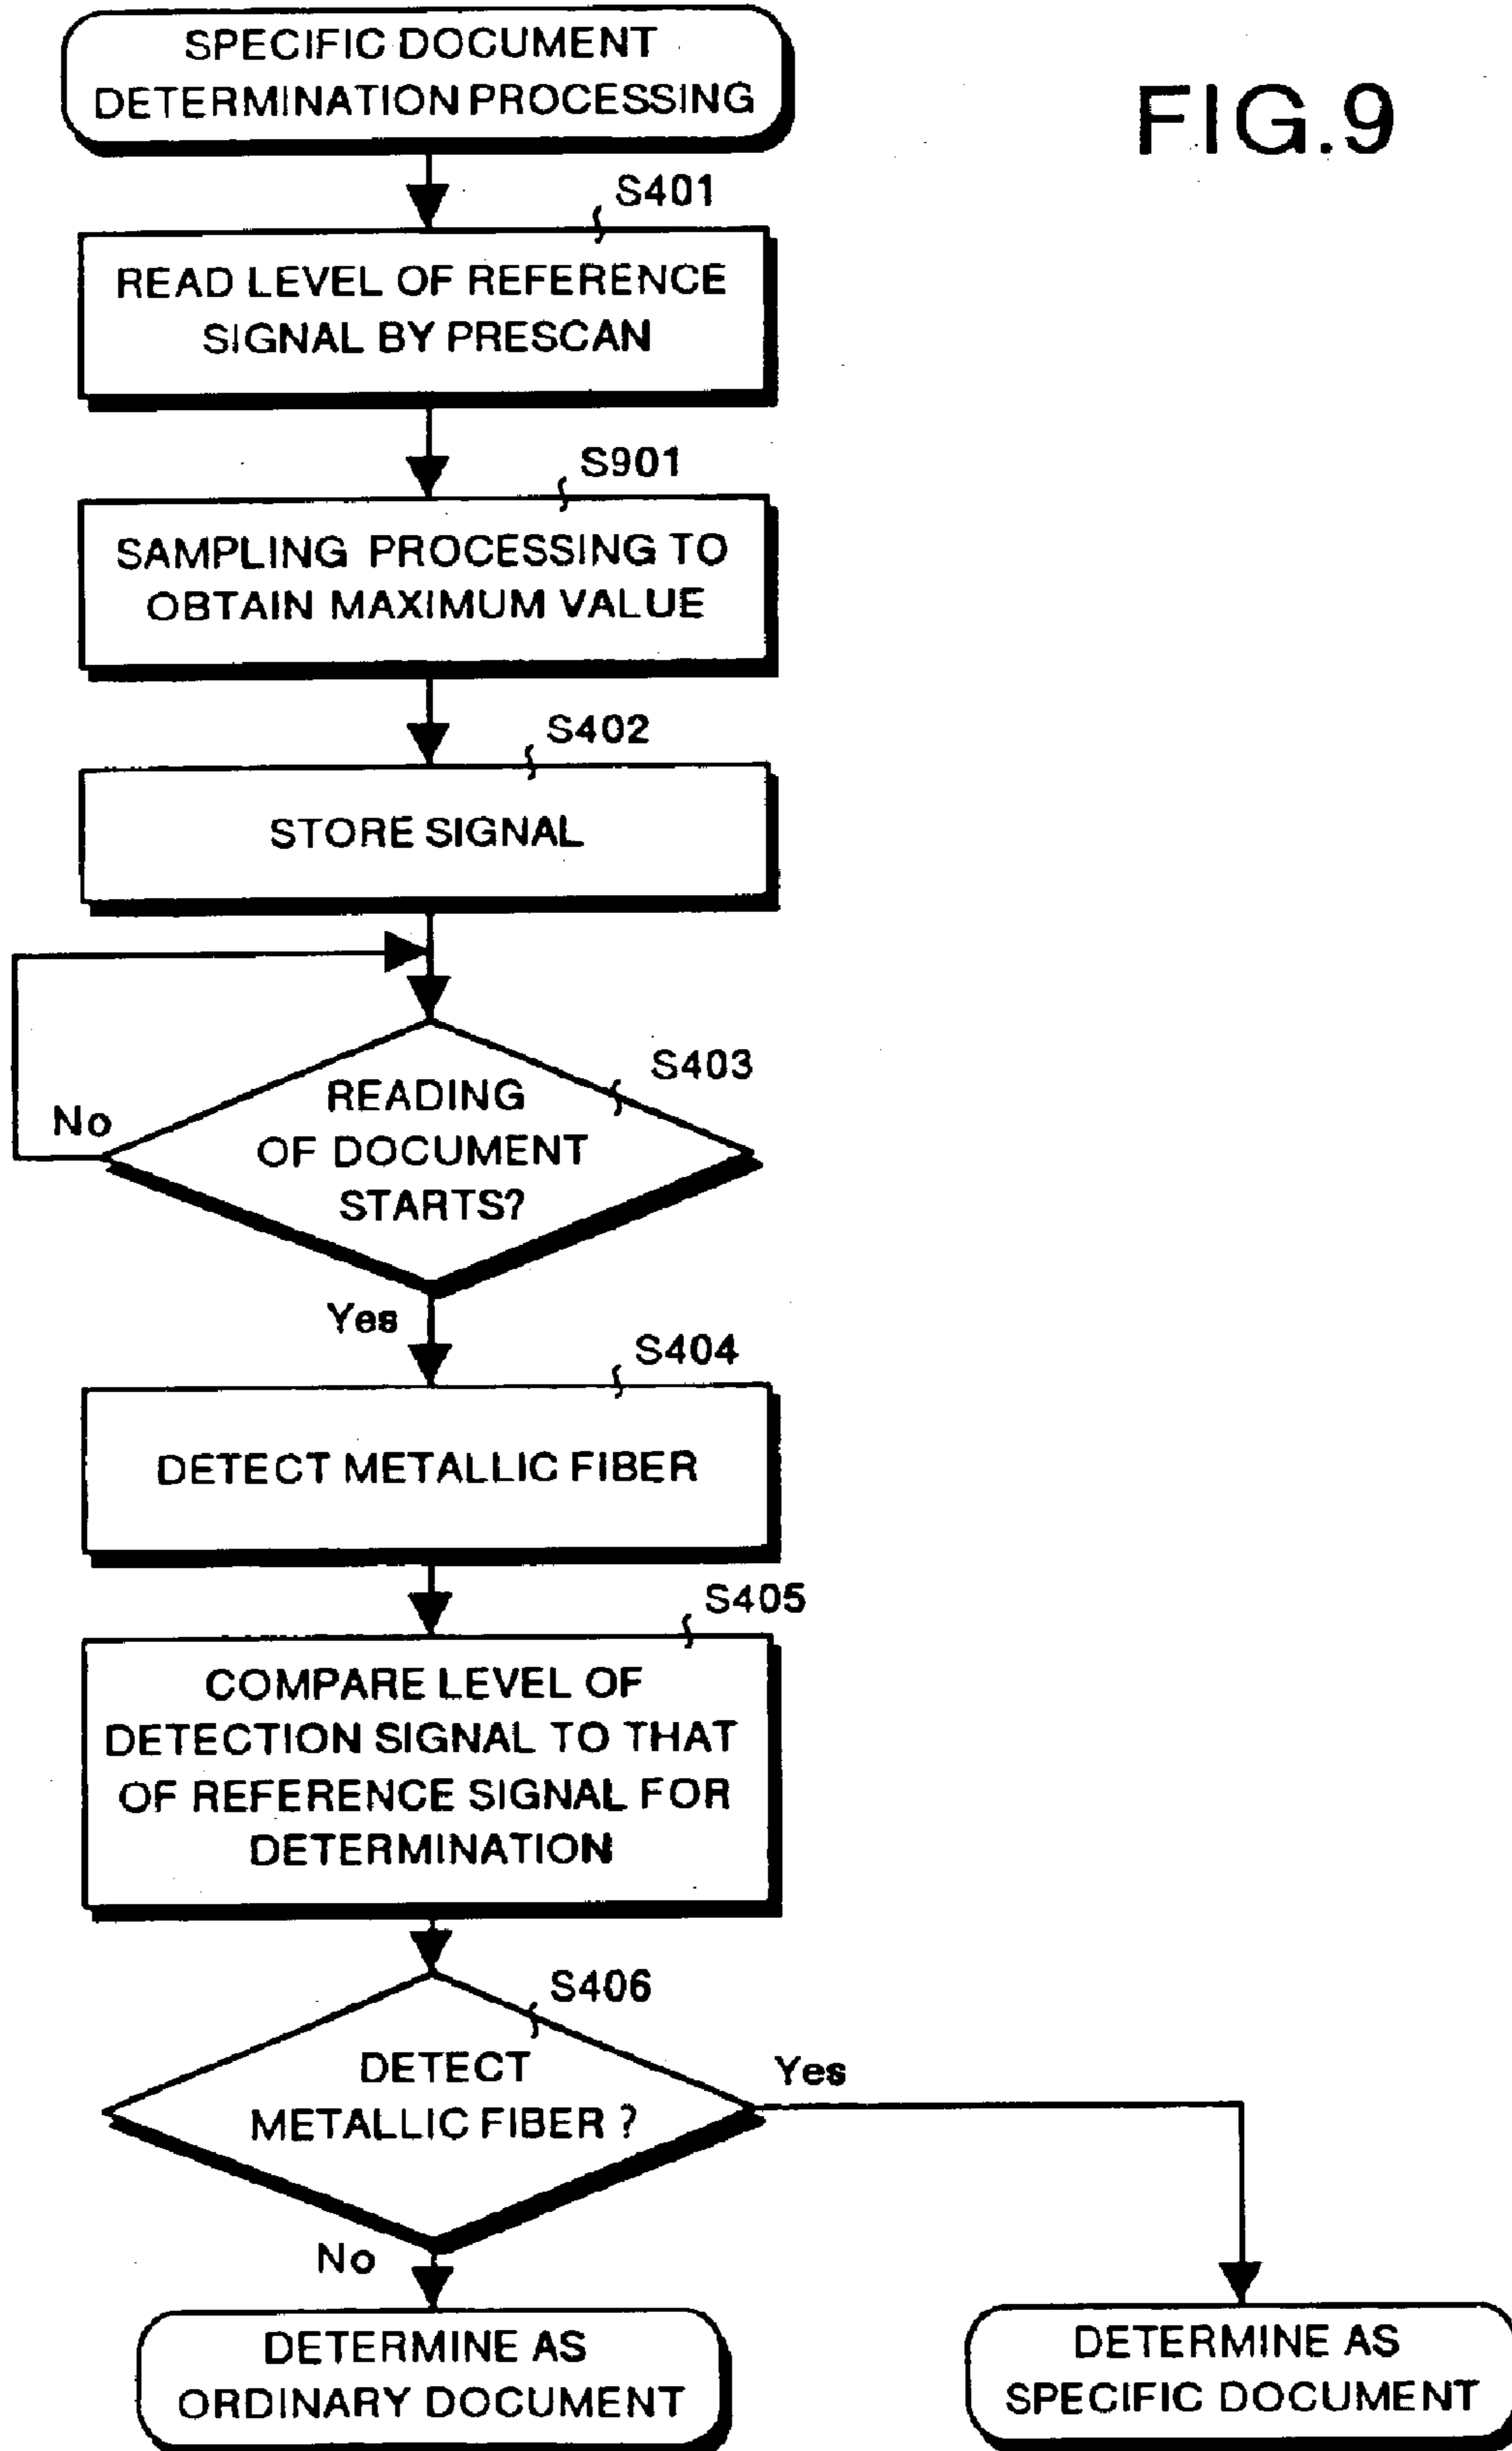 SPECIFIC DOCUMENT
DETERMINATION PROCESSING
FIG.9
S401
READ LEVEL OF REFERENCE
SIGNAL BY PRESCAN
S901
SAMPLING PROCESSING TO
OBTAIN MAXIMUM VALUE
S402
STORE SIGNAL
S403
READING
OF DOCUMENT
STARTS?
No
Yes
S404
DETECT METALLIC FIBER
S405
COMPARE LEVEL OF
DETECTION SIGNAL TO THAT
OF REFERENCE SIGNAL FOR
DETERMINATION
S406
DETECT
METALLIC FIBER ?
Yes
No
DETERMINE AS
ORDINARY DOCUMENT
DETERMINE AS
SPECIFIC DOCUMENT